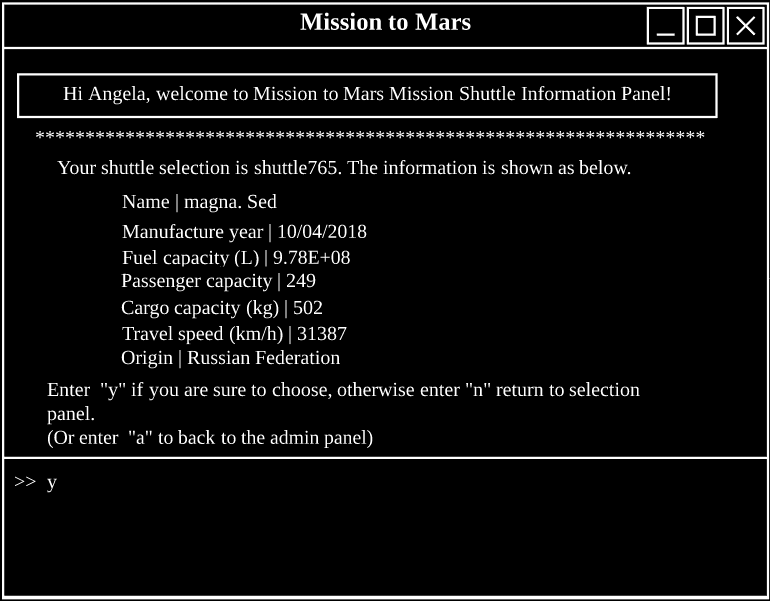 Mission to Mars
Hi Angela, welcome to Mission to Mars Mission Shuttle Information Panel!
*******************************************************************
Your shuttle selection is shuttle765. The information is shown as below.
Name | magna. Sed
Manufacture year | 10/04/2018
Fuel capacity (L) | 9.78E+08
Passenger capacity | 249
Cargo capacity (kg) | 502
Travel speed (km/h) | 31387
Origin | Russian Federation
Enter  "y" if you are sure to choose, otherwise enter "n" return to selection
panel.
(Or enter  "a" to back to the admin panel)
>>  y